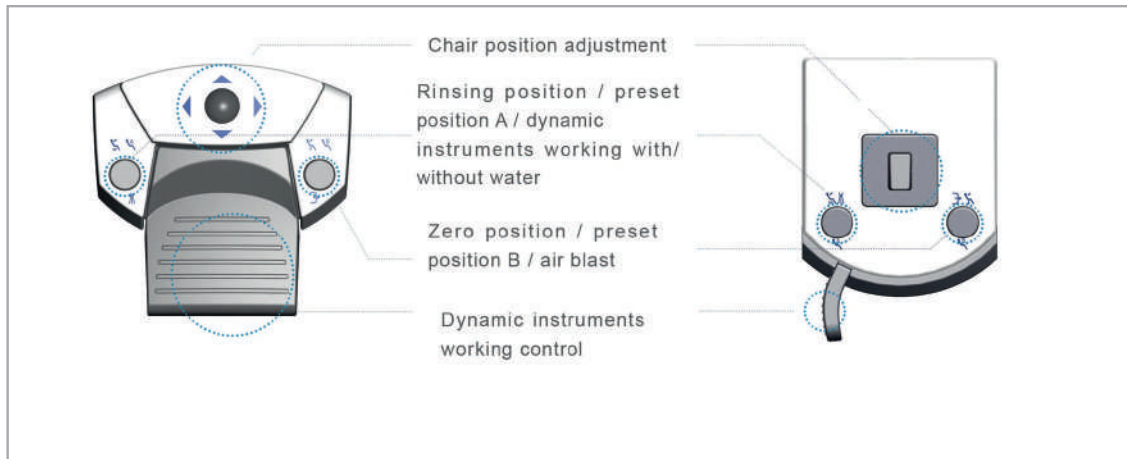 Chair position adjustment
Rinsing position / preset
position A / dynamic
instruments working with/
without water
Zero position / preset
position B / air blast
Dynamic instruments
working control